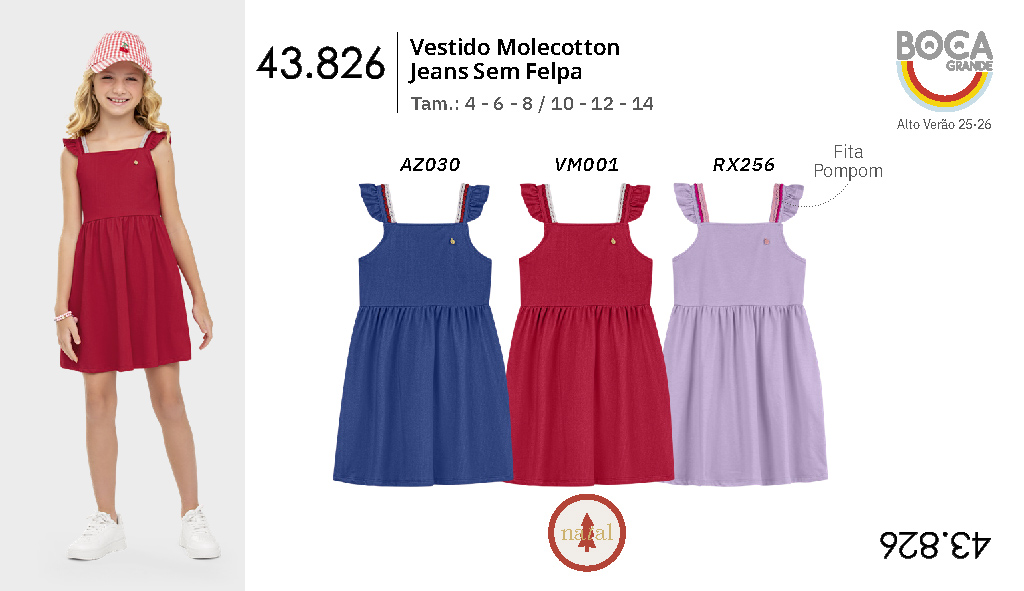 43.826
Vestido Molecotton
Jeans Sem Felpa
Tam.: 4 - 6 - 8 / 10 - 12 - 14
BOCA
GRANDE
Alto Verão 25-26
AZ030
VM001
RX256
Fita
Pompom
natal
43.826